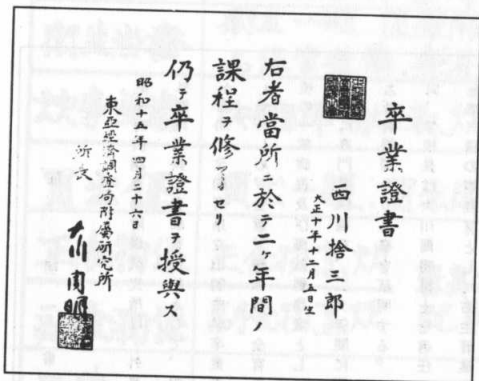 卒業證書
西川捨三郎
大正十年十二月五日生
右者當所ニ於テ二年間ノ
課程ヲ修了セリ
仍テ卒業證書ヲ授與ス
昭和十五年四月二十六日
東亞經濟調査局附屬研究所
所長
大川周明